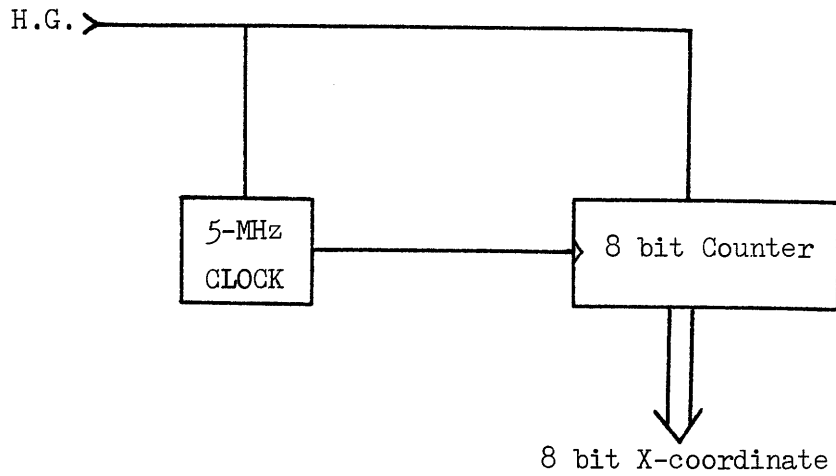 H.G.
5-MHz
CLOCK
8 bit Counter
8 bit X-coordinate